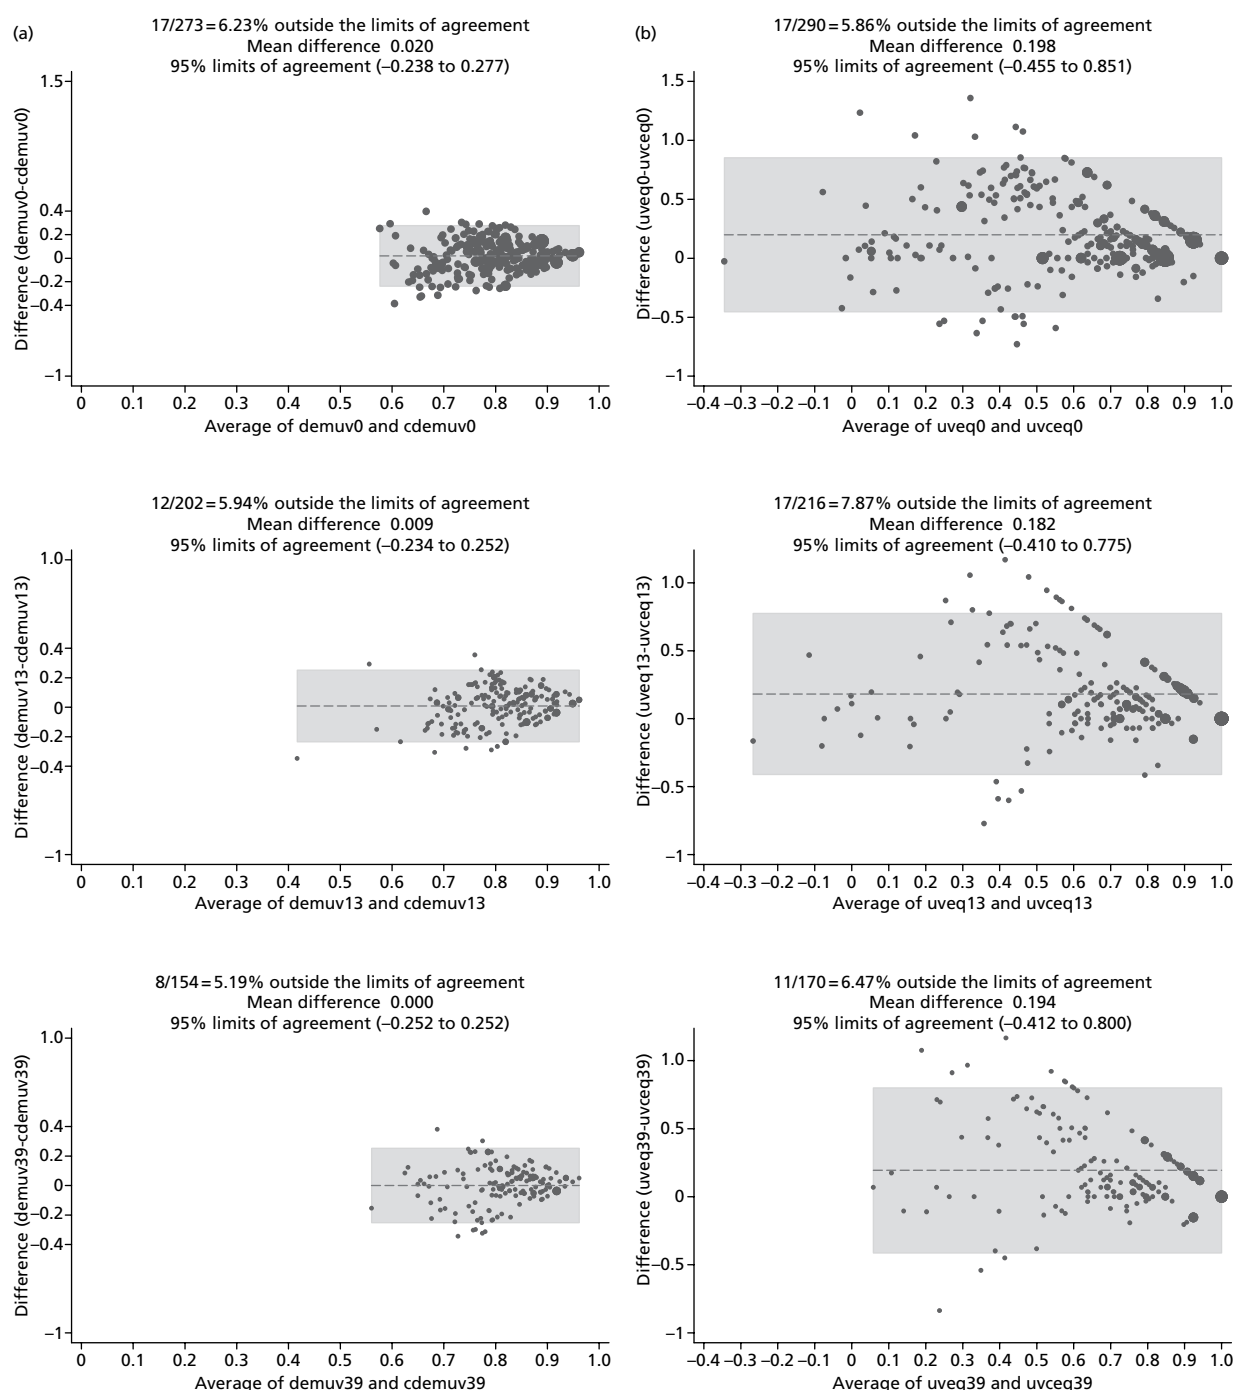 (a)
17/273=6.23% outside the limits of agreement
Mean difference 0.020
95% limits of agreement (–0.238 to 0.277)
Difference (demuv0-cdemuv0)
1.5
0.4
0.2
0
–0.2
–0.4
–1
0 0.1 0.2 0.3 0.4 0.5 0.6 0.7 0.8 0.9 1.0
Average of demuv0 and cdemuv0
(b)
17/290=5.86% outside the limits of agreement
Mean difference 0.198
95% limits of agreement (–0.455 to 0.851)
Difference (uveq0-uvceq0)
1.5
1.0
0.5
0
–0.5
–1
–0.4 –0.3 –0.2 –0.1 0 0.1 0.2 0.3 0.4 0.5 0.6 0.7 0.8 0.9 1.0
Average of uveq0 and uvceq0
12/202=5.94% outside the limits of agreement
Mean difference 0.009
95% limits of agreement (–0.234 to 0.252)
Difference (demuv13-cdemuv13)
1.0
0.4
0.2
0
–0.2
–0.4
–1
0 0.1 0.2 0.3 0.4 0.5 0.6 0.7 0.8 0.9 1.0
Average of demuv13 and cdemuv13
17/216=7.87% outside the limits of agreement
Mean difference 0.182
95% limits of agreement (–0.410 to 0.775)
Difference (uveq13-uvceq13)
1.0
0.5
0
–0.5
–1
–0.4 –0.3 –0.2 –0.1 0 0.1 0.2 0.3 0.4 0.5 0.6 0.7 0.8 0.9 1.0
Average of uveq13 and uvceq13
8/154=5.19% outside the limits of agreement
Mean difference 0.000
95% limits of agreement (–0.252 to 0.252)
Difference (demuv39-cdemuv39)
1.0
0.4
0.2
0
–0.2
–0.4
–1
0 0.1 0.2 0.3 0.4 0.5 0.6 0.7 0.8 0.9 1.0
Average of demuv39 and cdemuv39
11/170=6.47% outside the limits of agreement
Mean difference 0.194
95% limits of agreement (–0.412 to 0.800)
Difference (uveq39-uvceq39)
1.0
0.5
0
–0.5
–1
–0.4 –0.3 –0.2 –0.1 0 0.1 0.2 0.3 0.4 0.5 0.6 0.7 0.8 0.9 1.0
Average of uveq39 and uvceq39